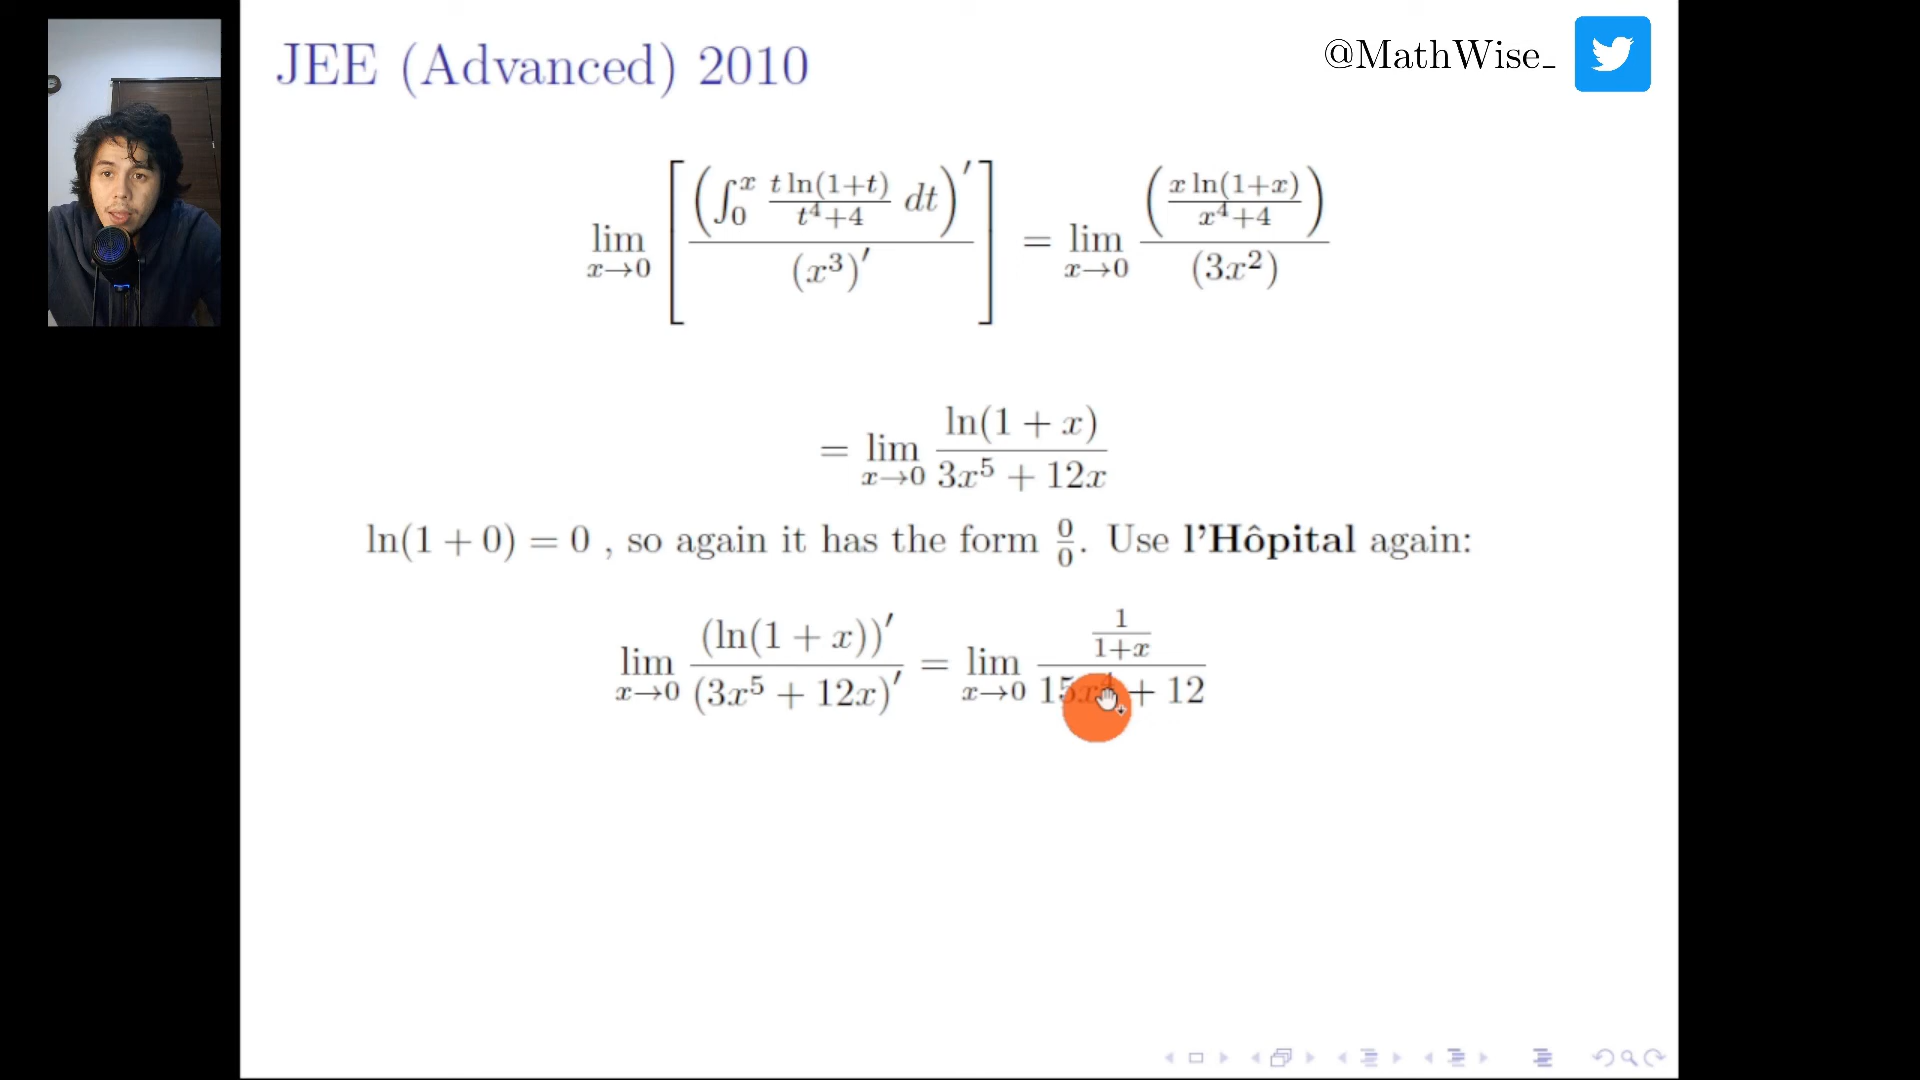 JEE (Advanced) 2010
@MathWise_
lim x→0 [ (∫₀ˣ t ln(1+t) / t⁴+4 dt)′ / (x³)′ ] = lim x→0 (x ln(1+x) / x⁴+4) / (3x²)
= lim x→0 ln(1 + x) / 3x⁵ + 12x
ln(1 + 0) = 0 , so again it has the form 0/0. Use l'Hôpital again:
lim x→0 (ln(1 + x))′ / (3x⁵ + 12x)′ = lim x→0 1/1+x / 15x⁴ + 12